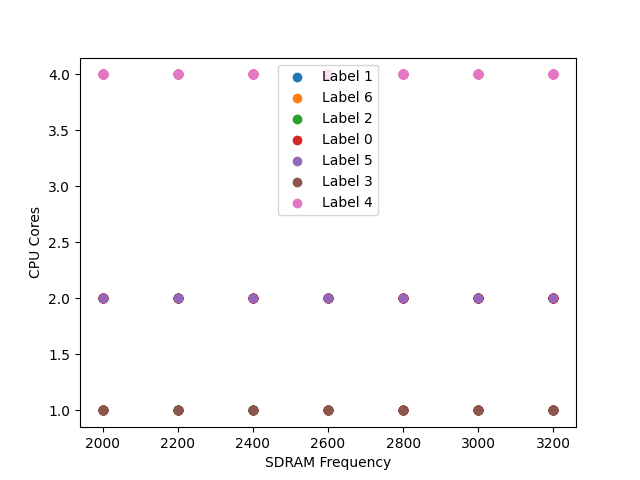 4.0
3.5
3.0
2.5
2.0
1.5
1.0
CPU Cores
Label 1
Label 6
Label 2
Label 0
Label 5
Label 3
Label 4
2000 2200 2400 2600 2800 3000 3200
SDRAM Frequency